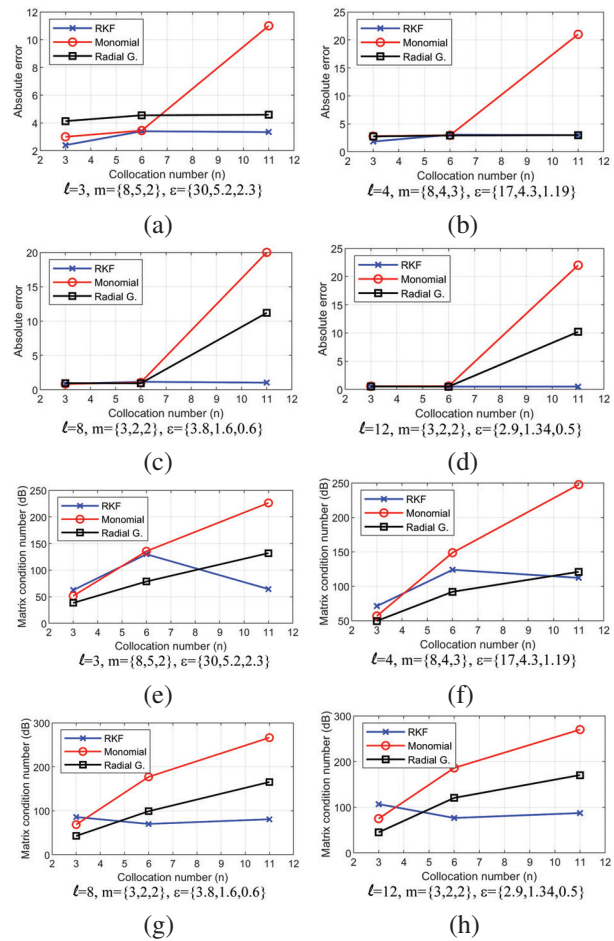 12
10
8
6
4
2
Absolute error
RKF
Monomial
Radial G.
2 3 4 5 6 7 8 9 10 11 12
Collocation number (n)
ℓ=3, m={8,5,2}, ε={30,5.2,2.3}
(a)
25
20
15
10
5
0
Absolute error
RKF
Monomial
Radial G.
2 3 4 5 6 7 8 9 10 11 12
Collocation number (n)
ℓ=4, m={8,4,3}, ε={17,4.3,1.19}
(b)
20
15
10
5
0
Absolute error
RKF
Monomial
Radial G.
2 3 4 5 6 7 8 9 10 11 12
Collocation number (n)
ℓ=8, m={3,2,2}, ε={3.8,1.6,0.6}
(c)
25
20
15
10
5
0
Absolute error
RKF
Monomial
Radial G.
2 3 4 5 6 7 8 9 10 11 12
Collocation number (n)
ℓ=12, m={3,2,2}, ε={2.9,1.34,0.5}
(d)
250
200
150
100
50
0
Matrix condition number (dB)
RKF
Monomial
Radial G.
2 3 4 5 6 7 8 9 10 11 12
Collocation number (n)
ℓ=3, m={8,5,2}, ε={30,5.2,2.3}
(e)
250
200
150
100
50
Matrix condition number (dB)
RKF
Monomial
Radial G.
2 3 4 5 6 7 8 9 10 11 12
Collocation number (n)
ℓ=4, m={8,4,3}, ε={17,4.3,1.19}
(f)
300
200
100
0
Matrix condition number (dB)
RKF
Monomial
Radial G.
2 3 4 5 6 7 8 9 10 11 12
Collocation number (n)
ℓ=8, m={3,2,2}, ε={3.8,1.6,0.6}
(g)
300
200
100
0
Matrix condition number (dB)
RKF
Monomial
Radial G.
2 3 4 5 6 7 8 9 10 11 12
Collocation number (n)
ℓ=12, m={3,2,2}, ε={2.9,1.34,0.5}
(h)